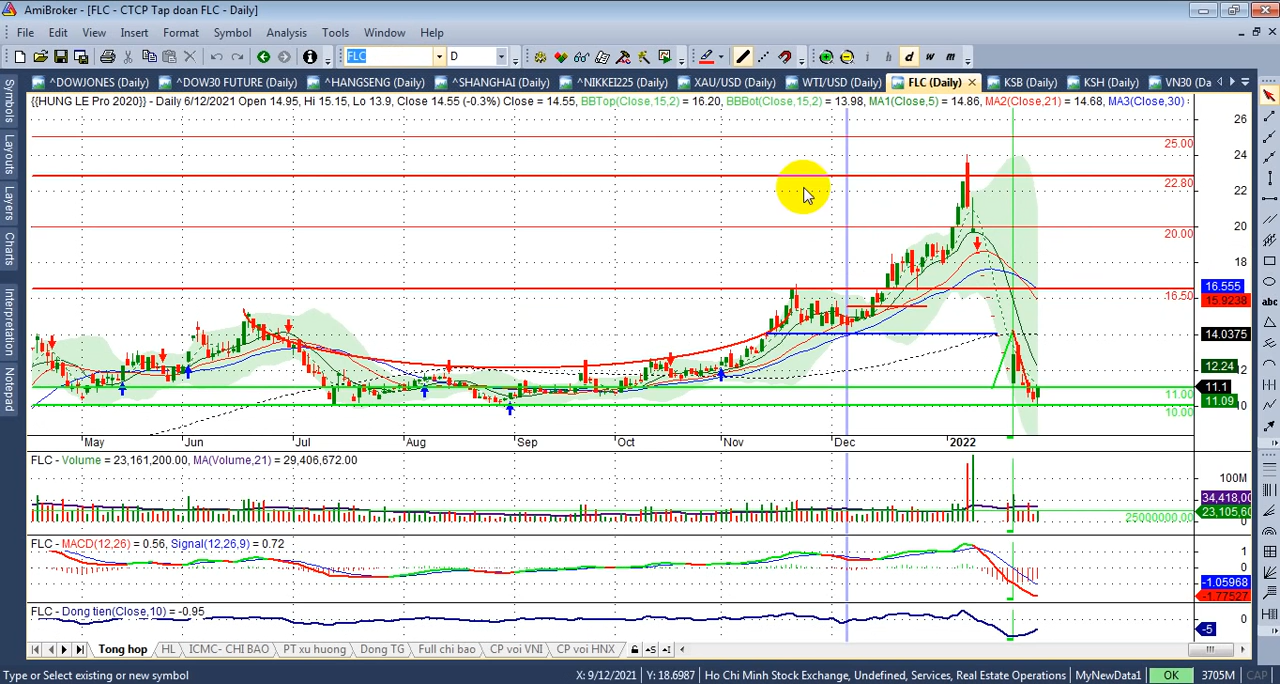 AmiBroker - [FLC - CTCP Tap doan FLC - Daily]
File Edit View Insert Format Symbol Analysis Tools Window Help
FLC D i h d w m
^DOWJONES (Daily) ^DOW30 FUTURE (Daily) ^HANGSENG (Daily) ^SHANGHAI (Daily) ^NIKKEI225 (Daily) XAU/USD (Daily) WTI/USD (Daily) FLC (Daily) KSB (Daily) KSH (Daily) VN30 (Da
{{HUNG LE Pro 2020}} - Daily 6/12/2021 Open 14.95, Hi 15.15, Lo 13.9, Close 14.55 (-0.3%) Close = 14.55, BBTop(Close,15,2) = 16.20, BBBot(Close,15,2) = 13.98, MA1(Close,5) = 14.86, MA2(Close,21) = 14.68, MA3(Close,30)
Symbols
Layouts
Layers
Charts
Interpretation
Notepad
abc
26
25.00
24
22.80
22
20
20.00
18
16.555
16.50
15.9238
14.0375
12.24
11.1
11.00
11.09
10.00
May Jun Jul Aug Sep Oct Nov Dec 2022
FLC - Volume = 23,161,200.00, MA(Volume,21) = 29,406,672.00
100M
34,418,00
23,105,60
25000000.00
0
FLC - MACD(12,26) = 0.56, Signal(12,26,9) = 0.72
1
0
-1.05968
-1.77527
FLC - Dong tien(Close,10) = -0.95
0
-5
Tong hop HL ICMC- CHI BAO PT xu huong Dong TG Full chi bao CP voi VNI CP voi HNX
Type or Select existing or new symbol X: 9/12/2021 Y: 18.6987 Ho Chi Minh Stock Exchange, Undefined, Services, Real Estate Operations MyNewData1 OK 3705M CAP